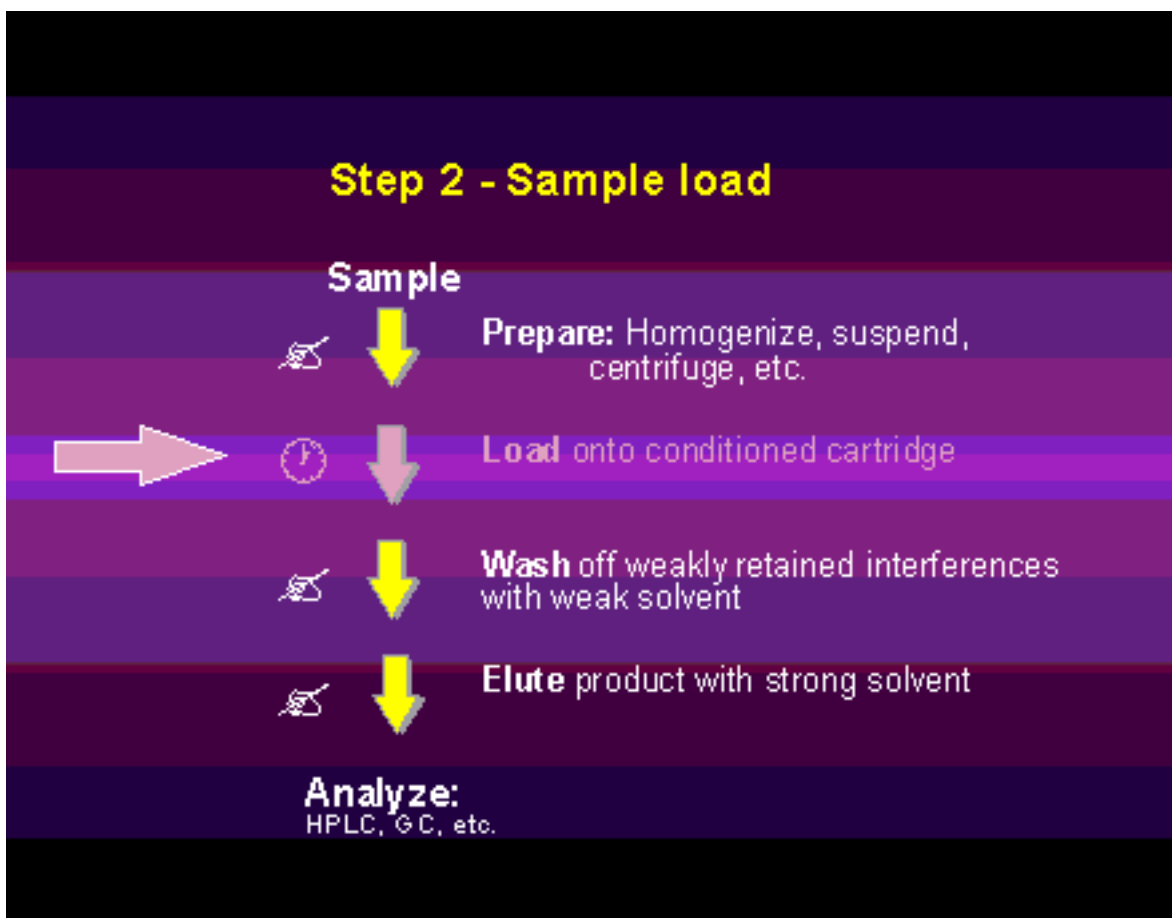 Step 2 - Sample load
Sample
Prepare: Homogenize, suspend,
centrifuge, etc.
Load onto conditioned cartridge
Wash off weakly retained interferences
with weak solvent
Elute product with strong solvent
Analyze:
HPLC, GC, etc.